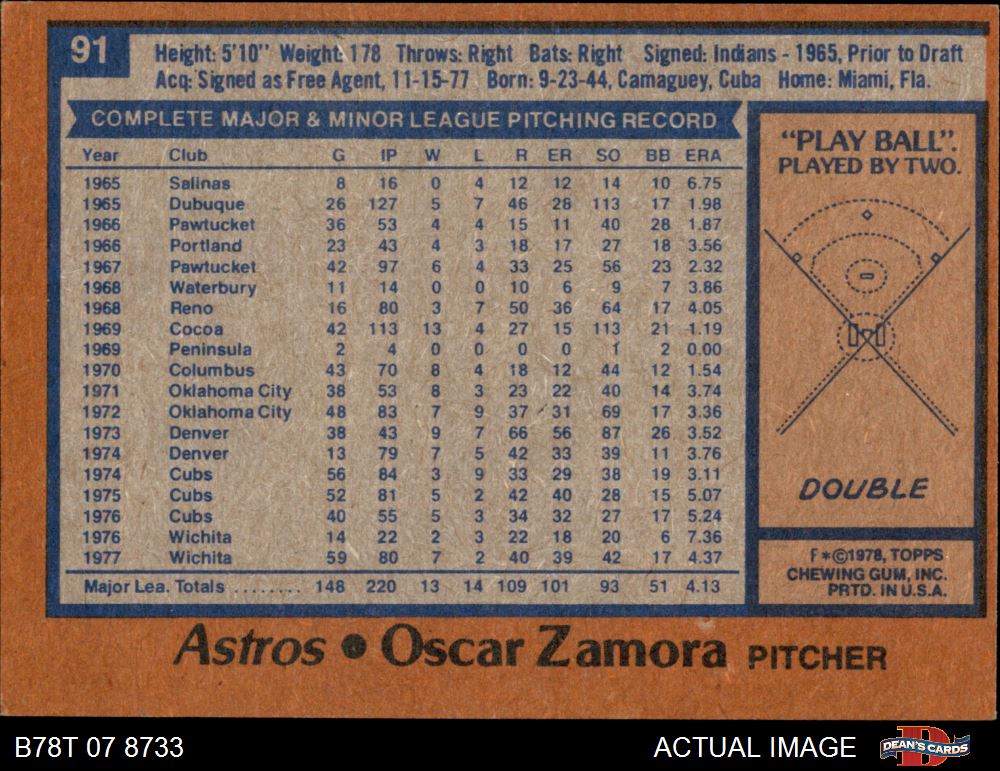 91
Height: 5'10" Weight: 178 Throws: Right Bats: Right Signed: Indians - 1965, Prior to Draft
Acq: Signed as Free Agent, 11-15-77 Born: 9-23-44, Camaguey, Cuba Home: Miami, Fla.
COMPLETE MAJOR & MINOR LEAGUE PITCHING RECORD
Year Club G IP W L R ER SO BB ERA
1965 Salinas 8 16 0 4 12 12 14 10 6.75
1965 Dubuque 26 127 5 7 46 28 113 17 1.98
1966 Pawtucket 36 53 4 4 15 11 40 28 1.87
1966 Portland 23 43 4 3 18 17 27 18 3.56
1967 Pawtucket 42 97 6 4 33 25 56 23 2.32
1968 Waterbury 11 14 0 0 10 6 9 7 3.86
1968 Reno 16 80 3 7 50 36 64 17 4.05
1969 Cocoa 42 113 13 4 27 15 113 21 1.19
1969 Peninsula 2 4 0 0 0 0 1 2 0.00
1970 Columbus 43 70 8 4 18 12 44 12 1.54
1971 Oklahoma City 38 53 8 3 23 22 40 14 3.74
1972 Oklahoma City 48 83 7 9 37 31 69 17 3.36
1973 Denver 38 43 9 7 66 56 87 26 3.52
1974 Denver 13 79 7 5 42 33 39 11 3.76
1974 Cubs 56 84 3 9 33 29 38 19 3.11
1975 Cubs 52 81 5 2 42 40 28 15 5.07
1976 Cubs 40 55 5 3 34 32 27 17 5.24
1976 Wichita 14 22 2 3 22 18 20 6 7.36
1977 Wichita 59 80 7 2 40 39 42 17 4.37
Major Lea. Totals ........ 148 220 13 14 109 101 93 51 4.13
"PLAY BALL".
PLAYED BY TWO.
DOUBLE
F*©1978, TOPPS
CHEWING GUM, INC.
PRTD. IN U.S.A.
Astros • Oscar Zamora PITCHER
B78T 07 8733
ACTUAL IMAGE
DEAN'S CARDS